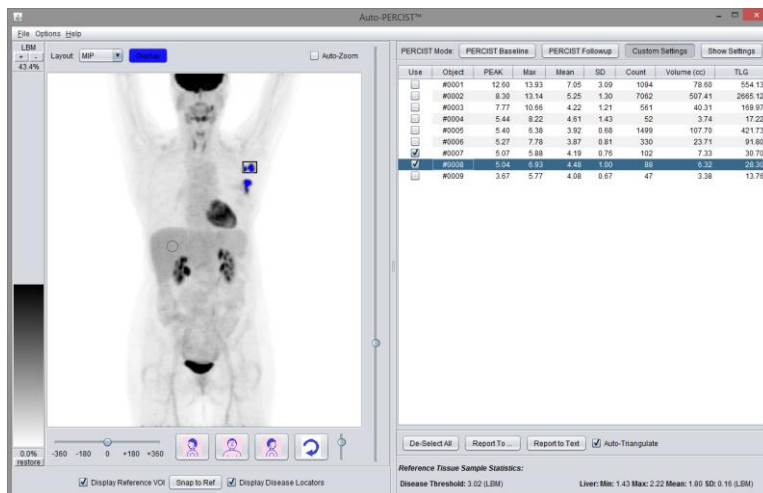 Auto-PERCIST™
File Options Help
LBM
+ -
43.4%
Layout: MIP
Overlay
Auto-Zoom
0.0%
restore
-360 -180 0 +180 +360
Display Reference VOI Snap to Ref Display Disease Locators
PERCIST Mode: PERCIST Baseline PERCIST Followup Custom Settings Show Settings
Use Object PEAK Max Mean SD Count Volume (cc) TLG
#0001 12.60 13.93 7.05 3.09 1094 78.60 554.13
#0002 8.30 13.14 5.25 1.30 7062 507.41 2665.12
#0003 7.77 10.66 4.22 1.21 561 40.31 169.97
#0004 5.44 8.22 4.61 1.43 52 3.74 17.22
#0005 5.40 6.38 3.92 0.68 1499 107.70 421.73
#0006 5.27 7.78 3.87 0.81 330 23.71 91.80
#0007 5.07 5.88 4.19 0.76 102 7.33 30.70
#0008 5.04 6.93 4.48 1.00 88 6.32 28.30
#0009 3.67 5.77 4.08 0.67 47 3.38 13.76
De-Select All Report To ... Report to Text Auto-Triangulate
Reference Tissue Sample Statistics:
Disease Threshold: 3.02 (LBM) Liver: Min: 1.43 Max: 2.22 Mean: 1.80 SD: 0.16 (LBM)